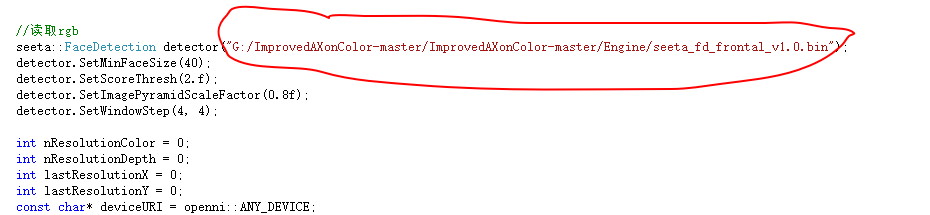 //读取rgb
seeta::FaceDetection detector("G:/ImprovedAXonColor-master/ImprovedAXonColor-master/Engine/seeta_fd_frontal_v1.0.bin");
detector.SetMinFaceSize(40);
detector.SetScoreThresh(2.f);
detector.SetImagePyramidScaleFactor(0.8f);
detector.SetWindowStep(4, 4);
int nResolutionColor = 0;
int nResolutionDepth = 0;
int lastResolutionX = 0;
int lastResolutionY = 0;
const char* deviceURI = openni::ANY_DEVICE;